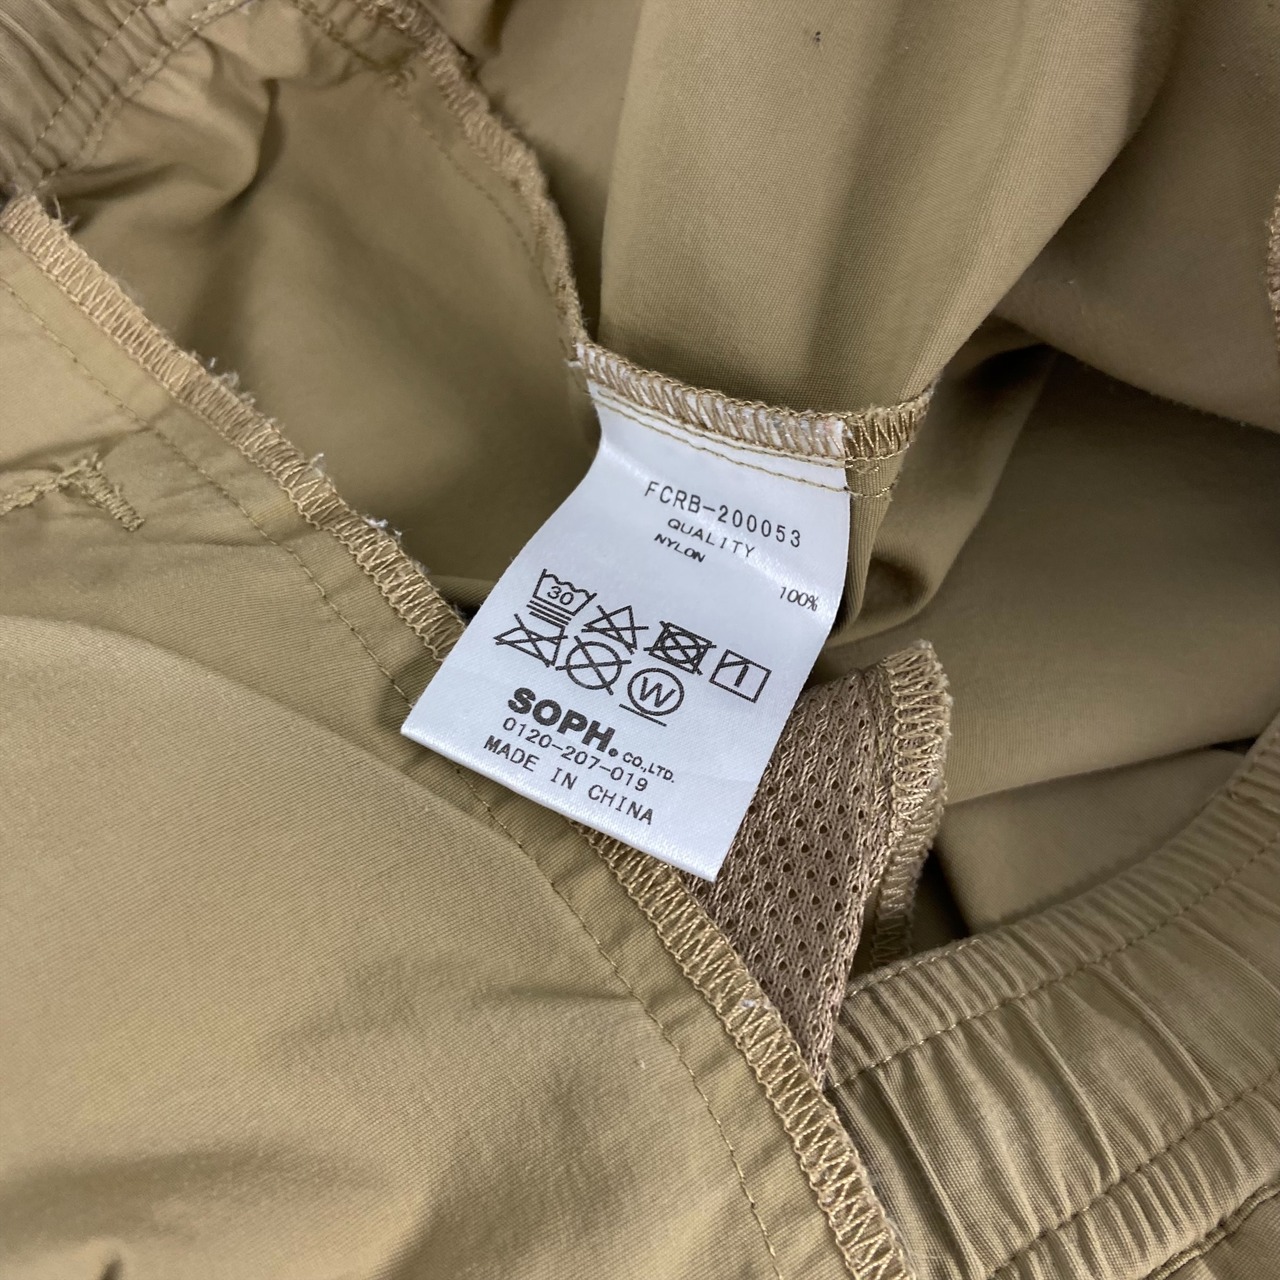 FCRB-200053
QUALITY
NYLON 100%
30
W
SOPH. CO.,LTD.
0120-207-019
MADE IN CHINA